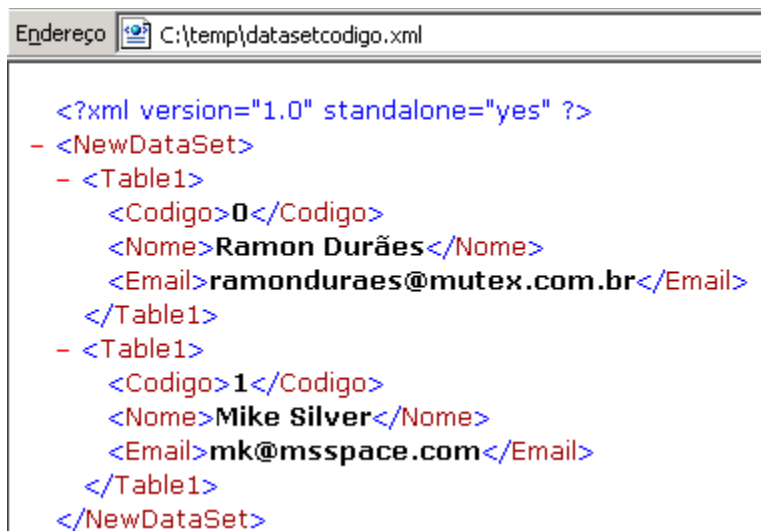 Endereço C:\temp\datasetcodigo.xml
<?xml version="1.0" standalone="yes" ?>
- <NewDataSet>
- <Table1>
<Codigo>0</Codigo>
<Nome>Ramon Durães</Nome>
<Email>ramonduraes@mutex.com.br</Email>
</Table1>
- <Table1>
<Codigo>1</Codigo>
<Nome>Mike Silver</Nome>
<Email>mk@msspace.com</Email>
</Table1>
</NewDataSet>